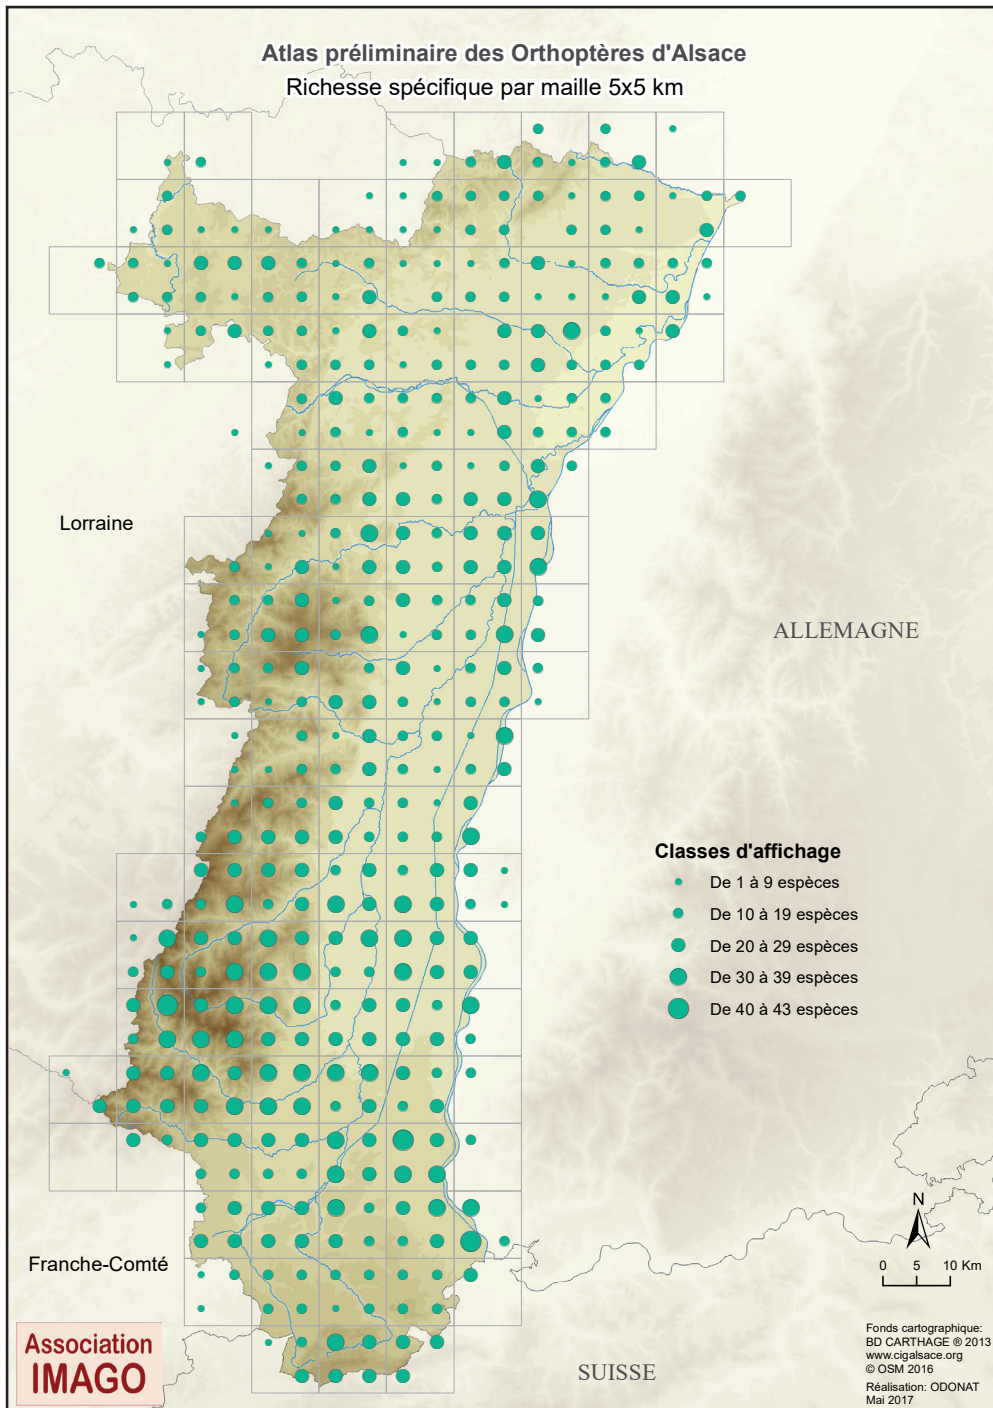 Atlas préliminaire des Orthoptères d'Alsace
Richesse spécifique par maille 5x5 km
Lorraine
ALLEMAGNE
Classes d'affichage
De 1 à 9 espèces
De 10 à 19 espèces
De 20 à 29 espèces
De 30 à 39 espèces
De 40 à 43 espèces
N
0 5 10 Km
Franche-Comté
Association
IMAGO
SUISSE
Fonds cartographique:
BD CARTHAGE ® 2013
www.cigalsace.org
© OSM 2016
Réalisation: ODONAT
Mai 2017